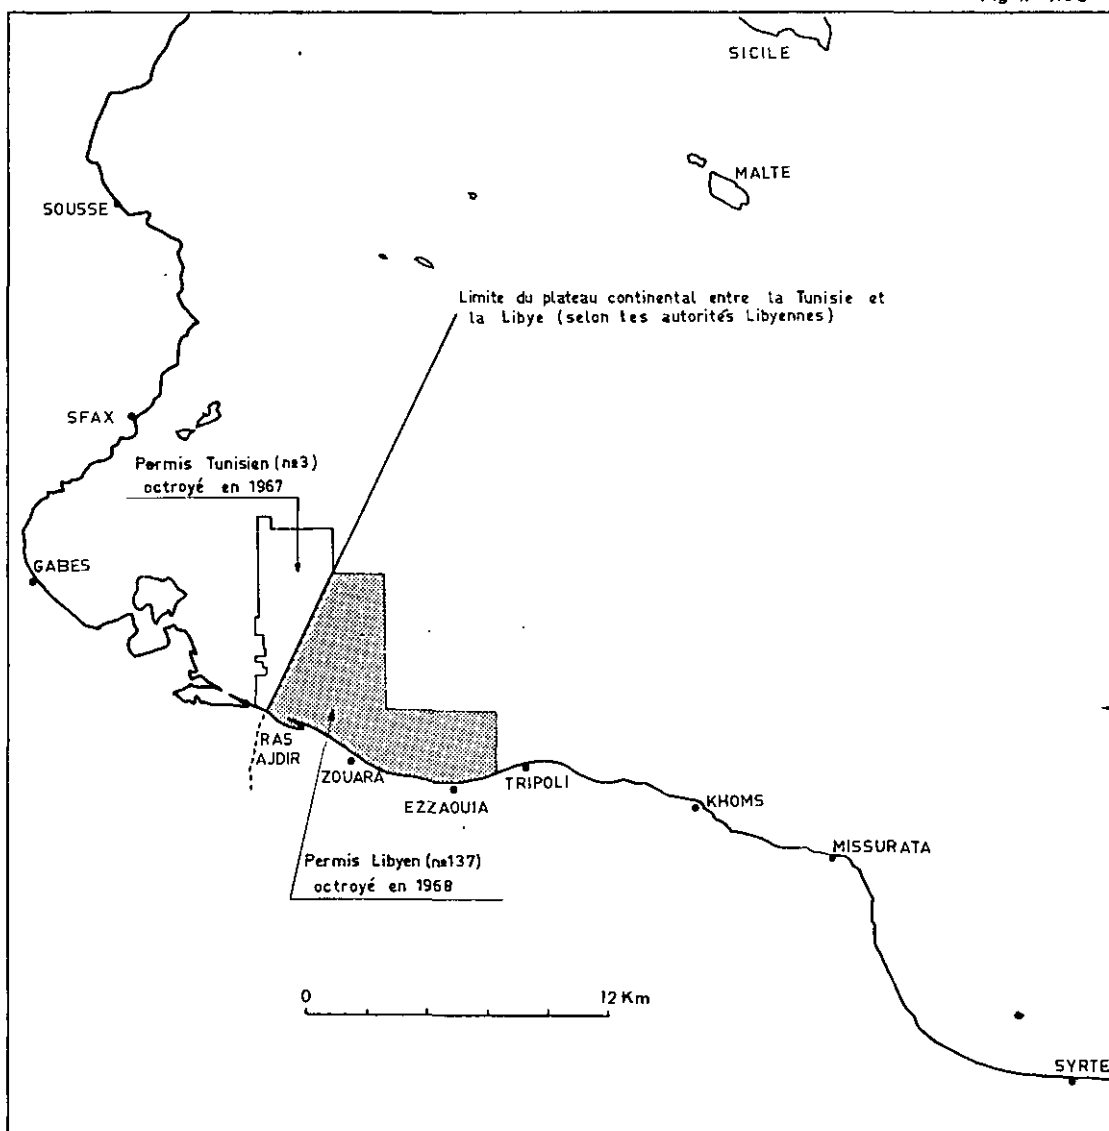 SICILE
MALTE
SOUSSE
Limite du plateau continental entre la Tunisie et
la Libye (selon les autorités Libyennes)
SFAX
Permis Tunisien (no3)
octroyé en 1967
GABES
RAS
AJDIR
ZOUARA
TRIPOLI
EZZAOUIA
KHOMS
MISSURATA
Permis Libyen (no137)
octroyé en 1968
0 12 Km
SYRTE